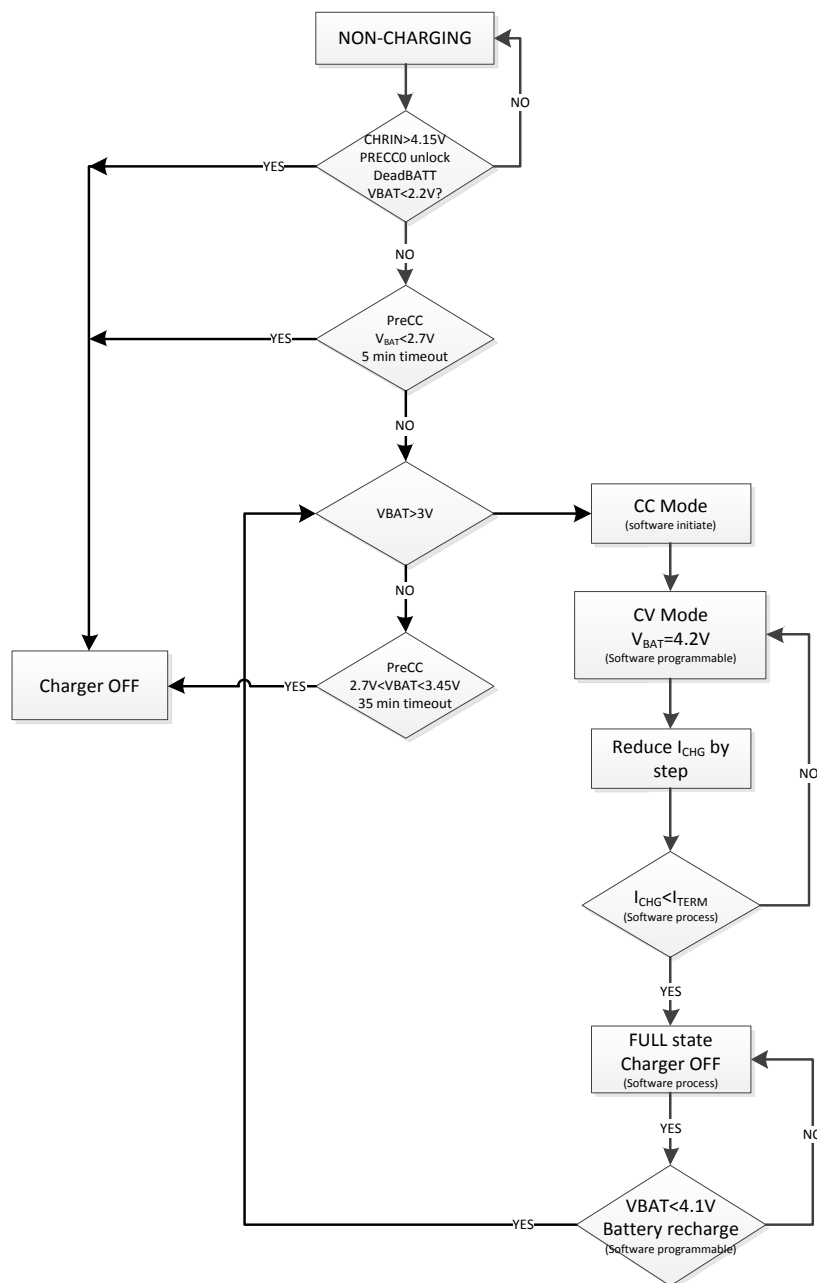 NON-CHARGING
NO
CHRIN>4.15V
PRECC0 unlock
DeadBATT
VBAT<2.2V?
YES
NO
PreCC
VBAT<2.7V
5 min timeout
YES
NO
VBAT>3V
CC Mode
(software initiate)
NO
CV Mode
VBAT=4.2V
(Software programmable)
Charger OFF
YES
PreCC
2.7V<VBAT<3.45V
35 min timeout
Reduce ICHG by
step
NO
ICHG<ITERM
(Software process)
YES
FULL state
Charger OFF
(Software process)
YES
NO
VBAT<4.1V
Battery recharge
(Software programmable)
YES